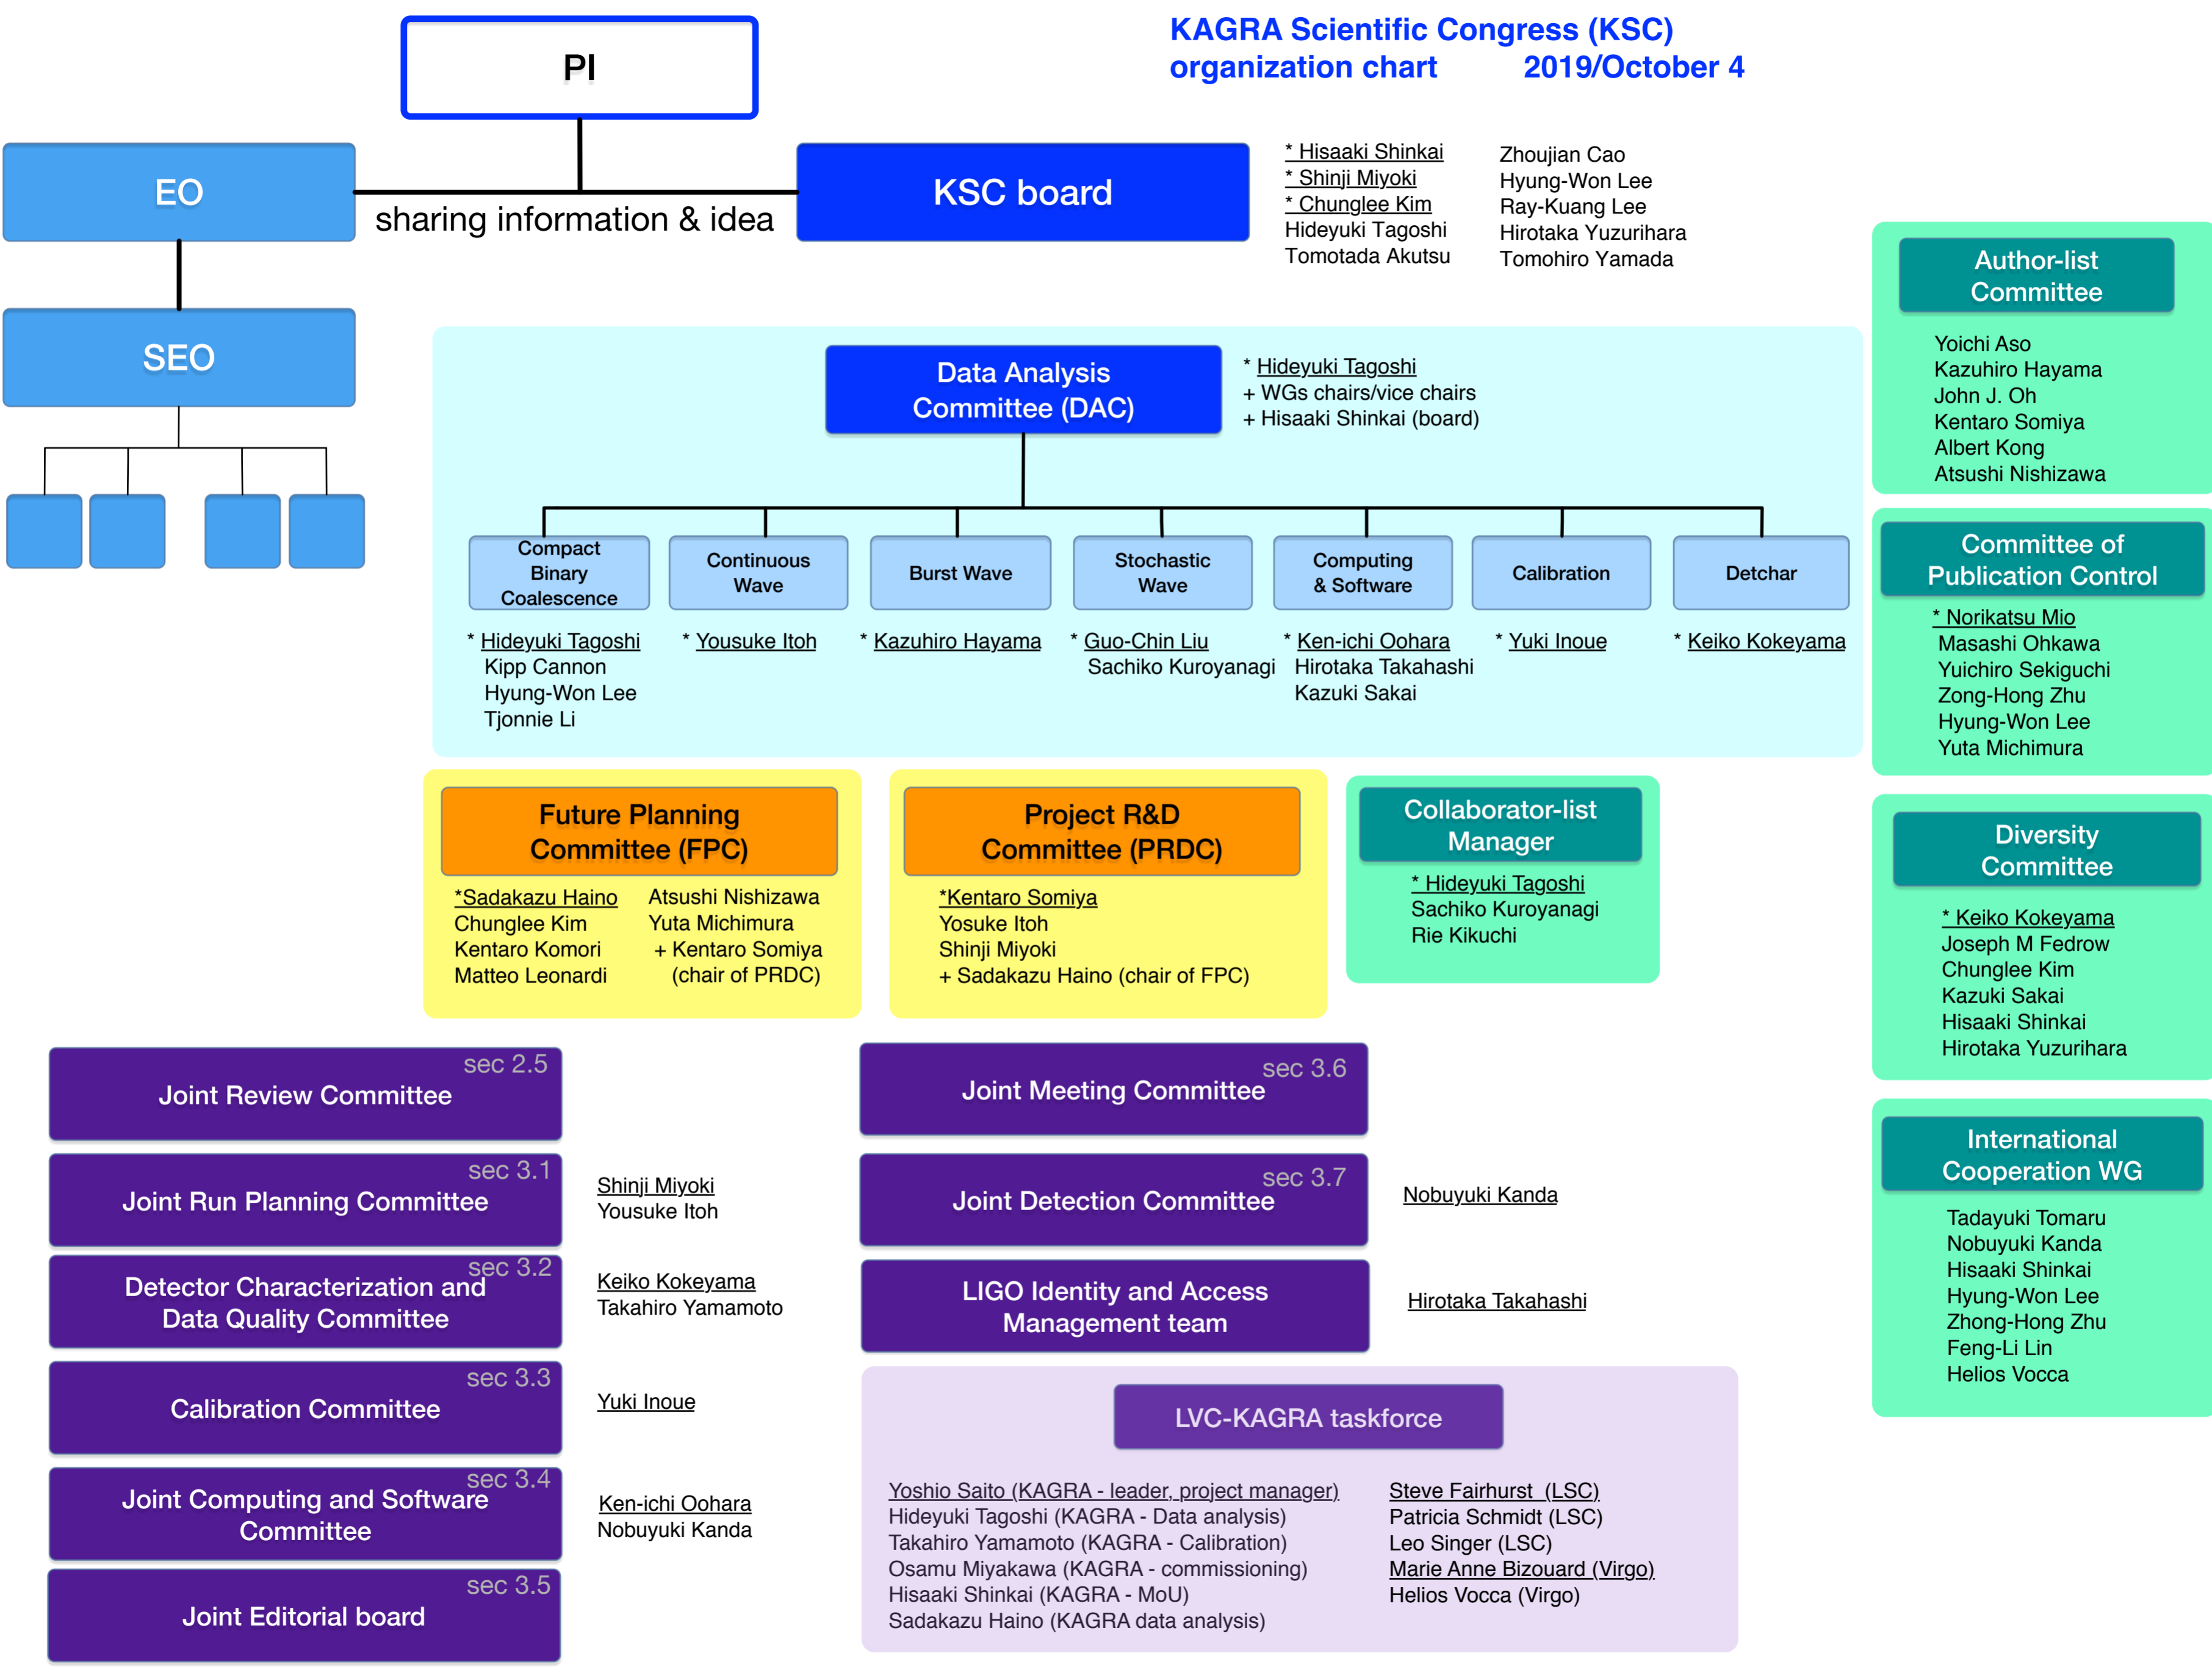 PI
KAGRA Scientific Congress (KSC)
organization chart 2019/October 4
EO
sharing information & idea
KSC board
* Hisaaki Shinkai
* Shinji Miyoki
* Chunglee Kim
Hideyuki Tagoshi
Tomotada Akutsu
Zhoujian Cao
Hyung-Won Lee
Ray-Kuang Lee
Hirotaka Yuzurihara
Tomohiro Yamada
SEO
Data Analysis
Committee (DAC)
* Hideyuki Tagoshi
+ WGs chairs/vice chairs
+ Hisaaki Shinkai (board)
Compact
Binary
Coalescence
* Hideyuki Tagoshi
Kipp Cannon
Hyung-Won Lee
Tjonnie Li
Continuous
Wave
* Yousuke Itoh
Burst Wave
* Kazuhiro Hayama
Stochastic
Wave
* Guo-Chin Liu
Sachiko Kuroyanagi
Computing
& Software
* Ken-ichi Oohara
Hirotaka Takahashi
Kazuki Sakai
Calibration
* Yuki Inoue
Detchar
* Keiko Kokeyama
Author-list
Committee
Yoichi Aso
Kazuhiro Hayama
John J. Oh
Kentaro Somiya
Albert Kong
Atsushi Nishizawa
Committee of
Publication Control
* Norikatsu Mio
Masashi Ohkawa
Yuichiro Sekiguchi
Zong-Hong Zhu
Hyung-Won Lee
Yuta Michimura
Future Planning
Committee (FPC)
*Sadakazu Haino
Chunglee Kim
Kentaro Komori
Matteo Leonardi
Atsushi Nishizawa
Yuta Michimura
+ Kentaro Somiya
(chair of PRDC)
Project R&D
Committee (PRDC)
*Kentaro Somiya
Yosuke Itoh
Shinji Miyoki
+ Sadakazu Haino (chair of FPC)
Collaborator-list
Manager
* Hideyuki Tagoshi
Sachiko Kuroyanagi
Rie Kikuchi
Diversity
Committee
* Keiko Kokeyama
Joseph M Fedrow
Chunglee Kim
Kazuki Sakai
Hisaaki Shinkai
Hirotaka Yuzurihara
International
Cooperation WG
Tadayuki Tomaru
Nobuyuki Kanda
Hisaaki Shinkai
Hyung-Won Lee
Zhong-Hong Zhu
Feng-Li Lin
Helios Vocca
sec 2.5
Joint Review Committee
sec 3.1
Joint Run Planning Committee
Shinji Miyoki
Yousuke Itoh
sec 3.2
Detector Characterization and
Data Quality Committee
Keiko Kokeyama
Takahiro Yamamoto
sec 3.3
Calibration Committee
Yuki Inoue
sec 3.4
Joint Computing and Software
Committee
Ken-ichi Oohara
Nobuyuki Kanda
sec 3.5
Joint Editorial board
sec 3.6
Joint Meeting Committee
sec 3.7
Joint Detection Committee
Nobuyuki Kanda
LIGO Identity and Access
Management team
Hirotaka Takahashi
LVC-KAGRA taskforce
Yoshio Saito (KAGRA - leader, project manager)
Hideyuki Tagoshi (KAGRA - Data analysis)
Takahiro Yamamoto (KAGRA - Calibration)
Osamu Miyakawa (KAGRA - commissioning)
Hisaaki Shinkai (KAGRA - MoU)
Sadakazu Haino (KAGRA data analysis)
Steve Fairhurst (LSC)
Patricia Schmidt (LSC)
Leo Singer (LSC)
Marie Anne Bizouard (Virgo)
Helios Vocca (Virgo)